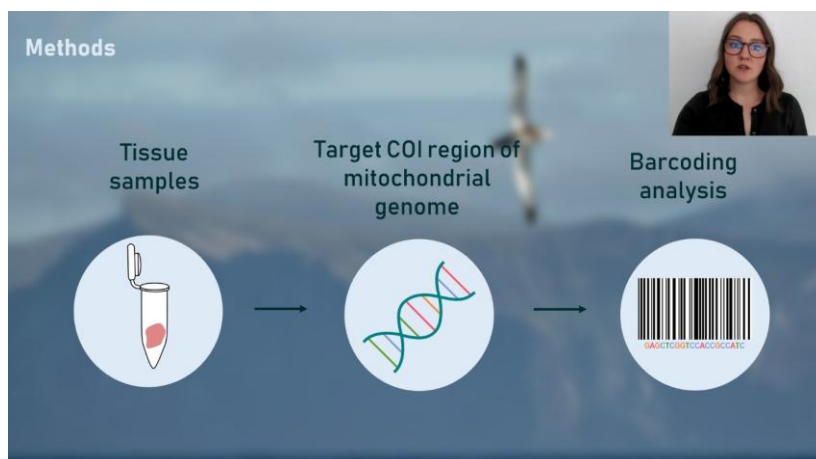 Methods
Tissue
samples
Target COI region of
mitochondrial
genome
Barcoding
analysis
GAGCTCGGTCCACCGCCATC